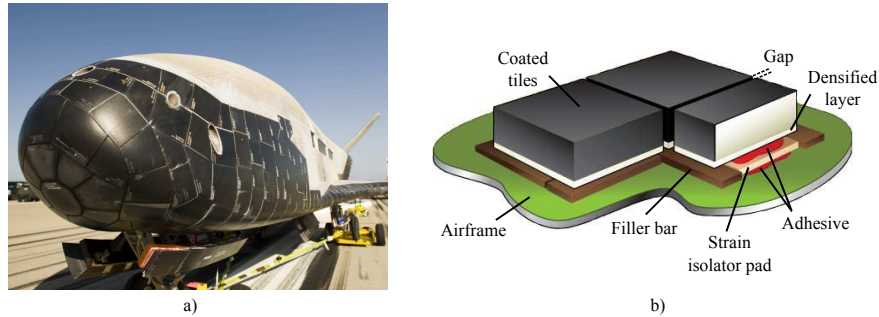 Coated
tiles
Gap
Densified
layer
Airframe
Filler bar
Strain
isolator pad
Adhesive
a)
b)